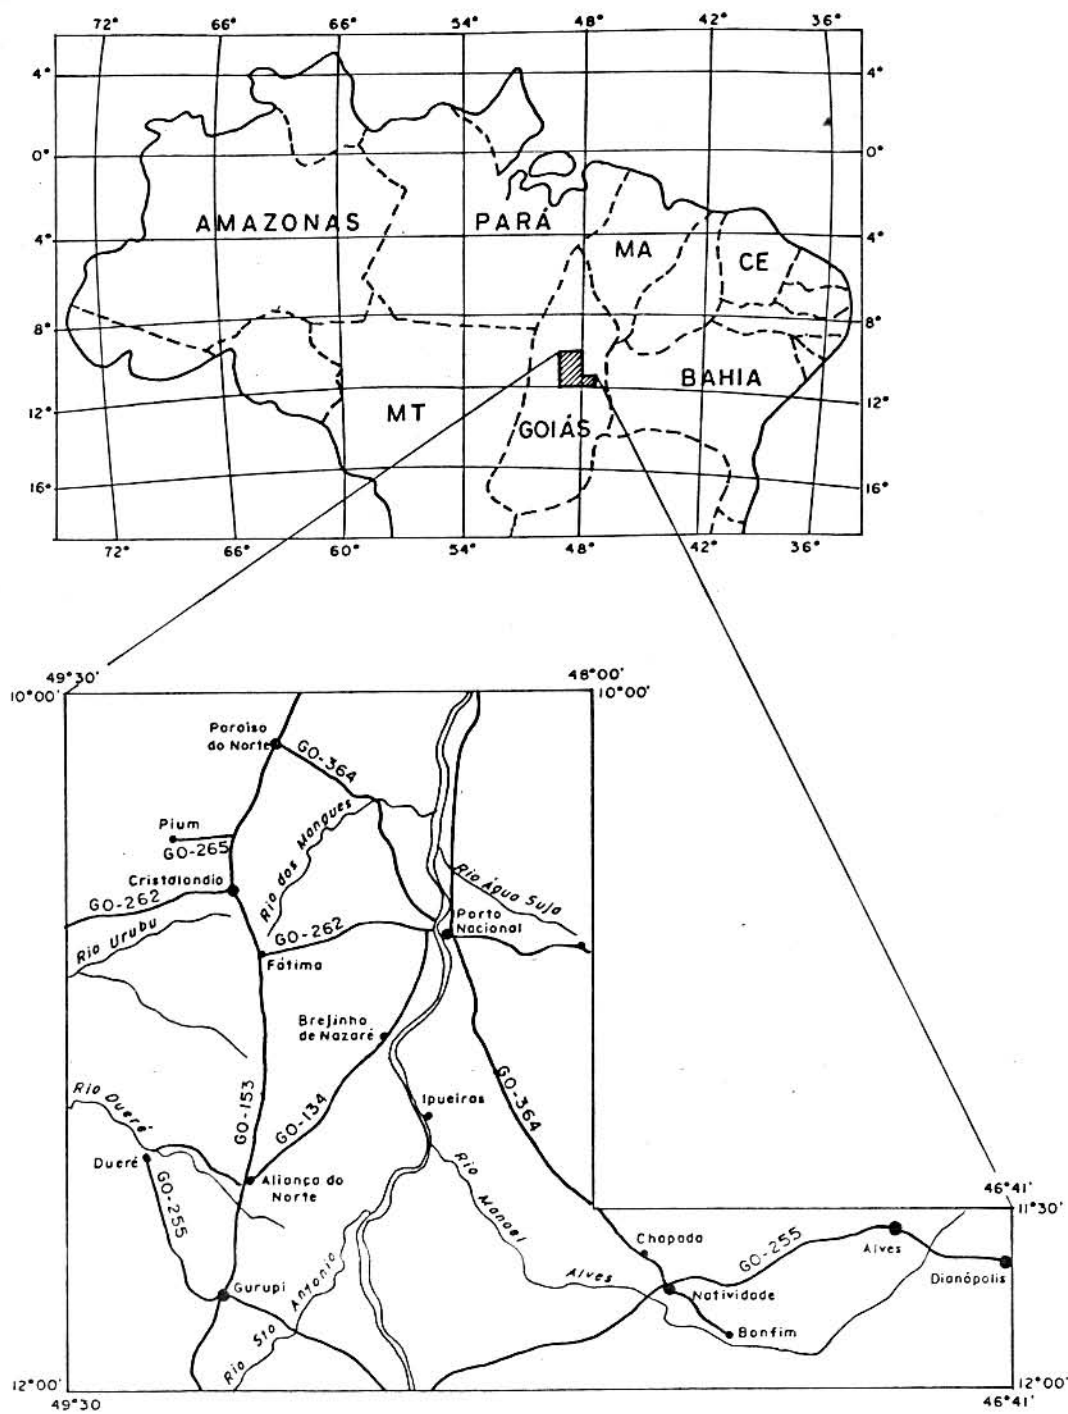 72° 66° 66° 54° 48° 42° 36°
4° 4°
0° 0°
AMAZONAS PARÁ
MA
CE
4° 4°
8° 8°
BAHIA
MT
GOIÁS
12° 12°
16° 16°
72° 66° 60° 54° 48° 42° 36°
49°30' 48°00'
10°00' 10°00'
Paraiso
do Norte
GO-364
Pium
GO-265
Rio dos Mangues
Cristalandia
GO-262
Rio Água Suja
Rio Urubu
GO-262
Porto
Nacional
Fátima
Brejinho
de Nazaré
GO-364
Rio Dueré
GO-153
GO-134
Ipueiras
Dueré
GO-255
Aliança do
Norte
Rio Manoel Alves
46°41'
11°30'
Chapada
GO-255
Alves
Dianópolis
Gurupi
Rio Sto Antonio
Natividade
Bonfim
12°00' 12°00'
49°30 46°41'